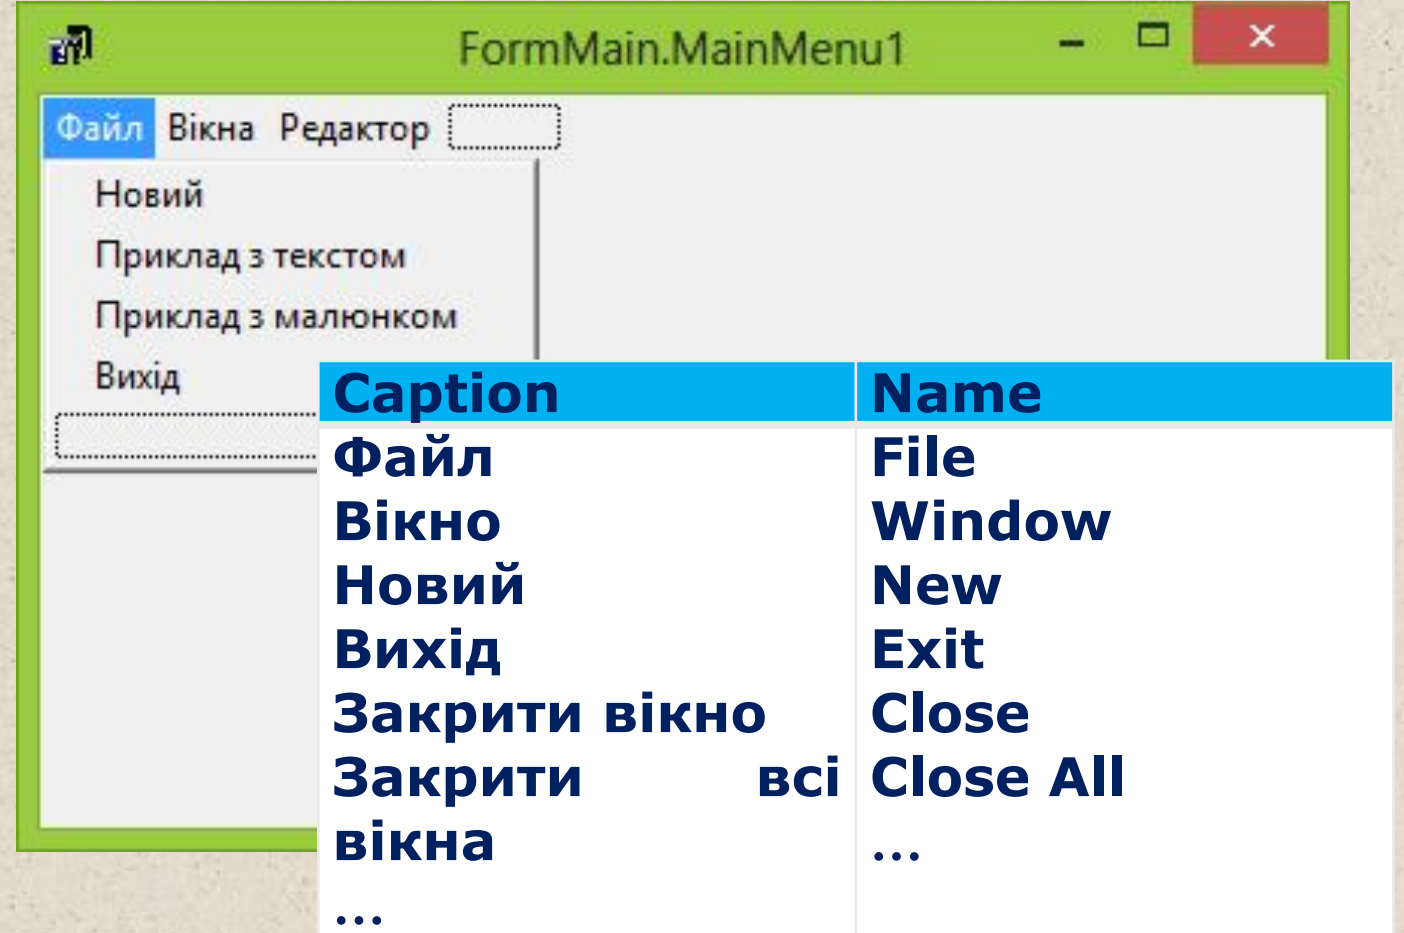 FormMain.MainMenu1
Файл Вікна Редактор
Новий
Приклад з текстом
Приклад з малюнком
Вихід
Caption Name
Файл File
Вікно Window
Новий New
Вихід Exit
Закрити вікно Close
Закрити всі Close All
вікна ...
...